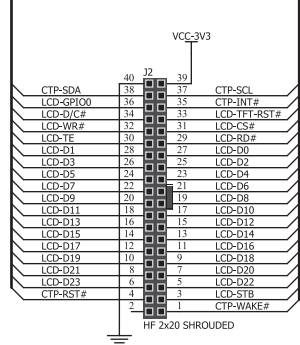 VCC-3V3
J2
40 39
CTP-SDA 38 37 CTP-SCL
LCD-GPIO0 36 35 CTP-INT#
LCD-D/C# 34 33 LCD-TFT-RST#
LCD-WR# 32 31 LCD-CS#
LCD-TE 30 29 LCD-RD#
LCD-D1 28 27 LCD-D0
LCD-D3 26 25 LCD-D2
LCD-D5 24 23 LCD-D4
LCD-D7 22 21 LCD-D6
LCD-D9 20 19 LCD-D8
LCD-D11 18 17 LCD-D10
LCD-D13 16 15 LCD-D12
LCD-D15 14 13 LCD-D14
LCD-D17 12 11 LCD-D16
LCD-D19 10 9 LCD-D18
LCD-D21 8 7 LCD-D20
LCD-D23 6 5 LCD-D22
CTP-RST# 4 3 LCD-STB
2 1 CTP-WAKE#
HF 2x20 SHROUDED